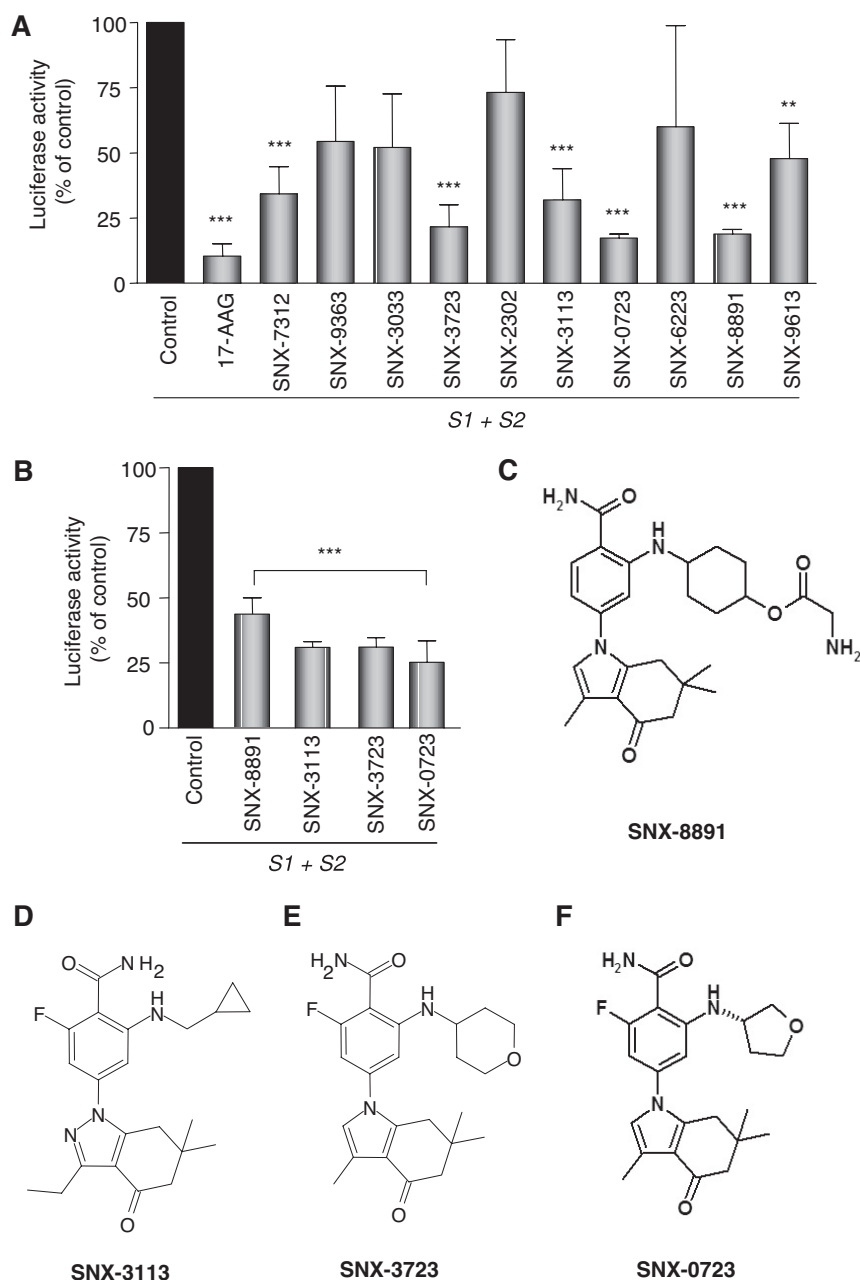 A
Luciferase activity
(% of control)
100
75
50
25
0
***
***
***
***
***
***
**
Control
17-AAG
SNX-7312
SNX-9363
SNX-3033
SNX-3723
SNX-2302
SNX-3113
SNX-0723
SNX-6223
SNX-8891
SNX-9613
S1 + S2
B
Luciferase activity
(% of control)
100
75
50
25
0
***
Control
SNX-8891
SNX-3113
SNX-3723
SNX-0723
S1 + S2
C
H2N
O
H
N
O
O
NH2
N
O
SNX-8891
D
O
N H2
H
F
N
N
N
O
SNX-3113
E
H2N
O
H
F
N
O
N
O
SNX-3723
F
H2N
O
H
F
N
O
N
O
SNX-0723